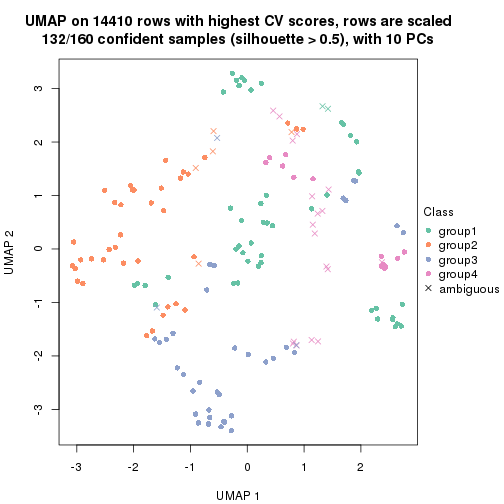 UMAP on 14410 rows with highest CV scores, rows are scaled
132/160 confident samples (silhouette > 0.5), with 10 PCs
3
2
1
0
-1
-2
-3
UMAP 2
-3
-2
-1
0
1
2
UMAP 1
Class
group1
group2
group3
group4
ambiguous